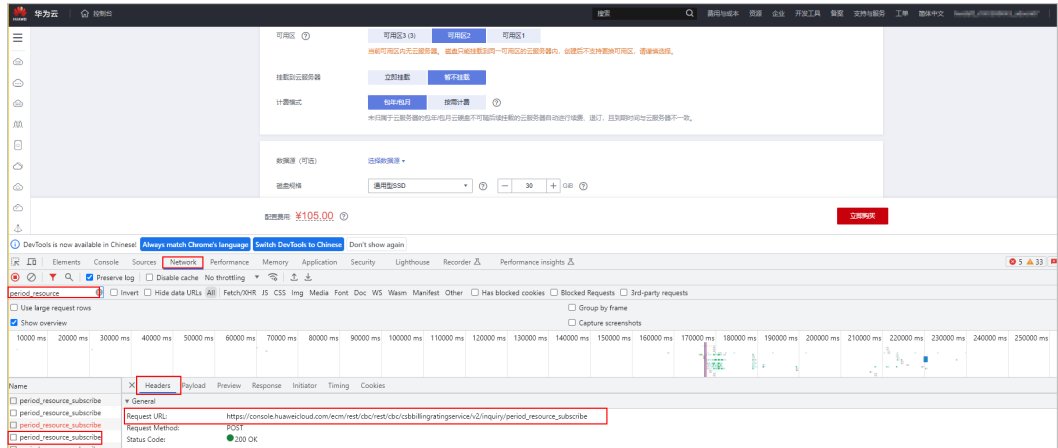 HUAWEI
华为云 控制台 搜索 费用与成本 资源 企业 开发工具 备案 支持与服务 工单 简体中文
可用区 可用区3 (3) 可用区2 可用区1
当前可用区内无云服务器。磁盘只能挂载到同一可用区的云服务器内，创建后不支持更换可用区，请谨慎选择。
挂载到云服务器 立即挂载 暂不挂载
计费模式 包年/包月 按需计费
未归属于云服务器的包年/包月云硬盘不可随后续挂载的云服务器自动进行续费、退订，且到期时间与云服务器不一致。
数据源（可选） 选择数据源
磁盘规格 通用型SSD 30 GiB
配置费用 ¥105.00 立即购买
DevTools is now available in Chinese! Always match Chrome's language Switch DevTools to Chinese Don't show again
Elements Console Sources Network Performance Memory Application Security Lighthouse Recorder Performance insights 5 33
Preserve log Disable cache No throttling
period_resource Invert Hide data URLs All Fetch/XHR JS CSS Img Media Font Doc WS Wasm Manifest Other Has blocked cookies Blocked Requests 3rd-party requests
Use large request rows Group by frame
Show overview Capture screenshots
10000 ms 20000 ms 30000 ms 40000 ms 50000 ms 60000 ms 70000 ms 80000 ms 90000 ms 100000 ms 110000 ms 120000 ms 130000 ms 140000 ms 150000 ms 160000 ms 170000 ms 180000 ms 190000 ms 200000 ms 210000 ms 220000 ms 230000 ms 240000 ms 250000 ms
Name Headers Payload Preview Response Initiator Timing Cookies
period_resource_subscribe General
period_resource_subscribe Request URL: https://console.huaweicloud.com/ecm/rest/cbc/rest/cbc/csbbillingratingservice/v2/inquiry/period_resource_subscribe
period_resource_subscribe Request Method: POST
period_resource_subscribe Status Code: 200 OK